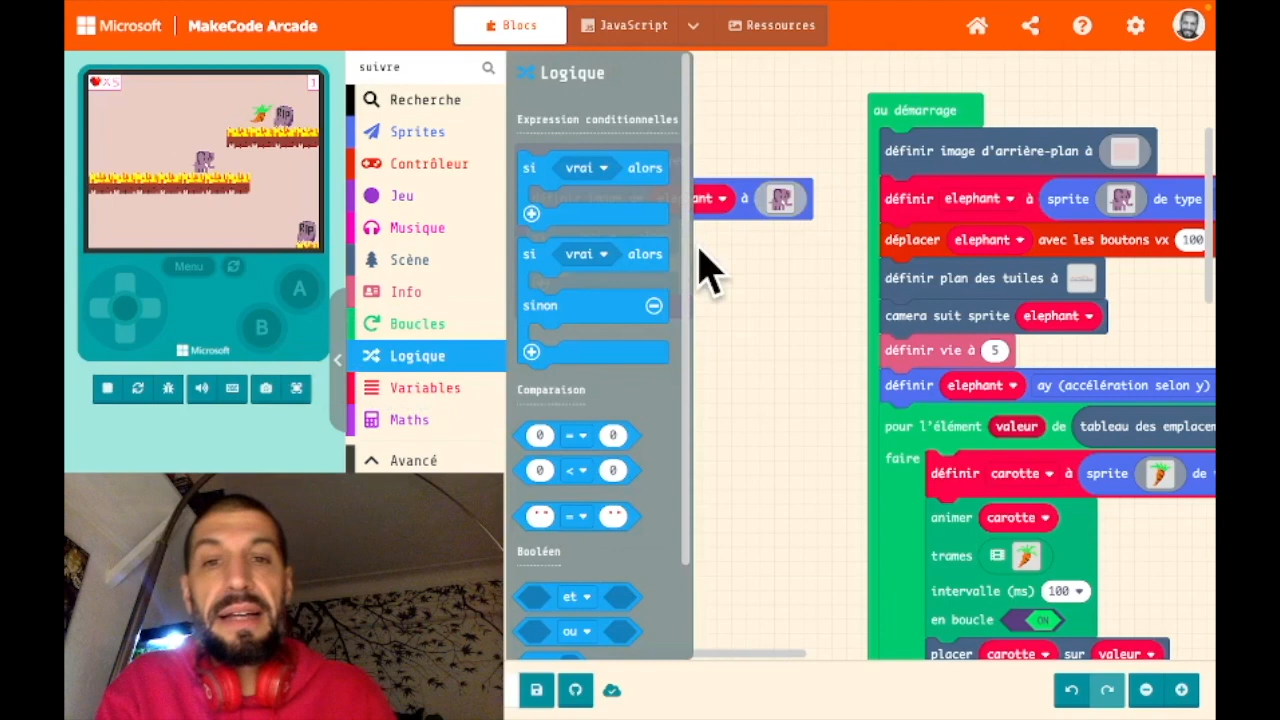 Microsoft | MakeCode Arcade
Blocs
JavaScript
Ressources
X5
1
RIP
RIP
Menu
A
B
Microsoft
suivre
Recherche
Sprites
Contrôleur
Jeu
Musique
Scène
Info
Boucles
Logique
Variables
Maths
Avancé
Logique
Expression conditionnelles
si vrai alors
si vrai alors
sinon
Comparaison
0 = 0
0 < 0
=
Booléen
et
ou
ant à
au démarrage
définir image d'arrière-plan à
définir elephant à sprite de type
déplacer elephant avec les boutons vx 100
définir plan des tuiles à
camera suit sprite elephant
définir vie à 5
définir elephant ay (accélération selon y)
pour l'élément valeur de tableau des emplacem
faire
définir carotte à sprite de
animer carotte
trames
intervalle (ms) 100
en boucle ON
placer carotte sur valeur